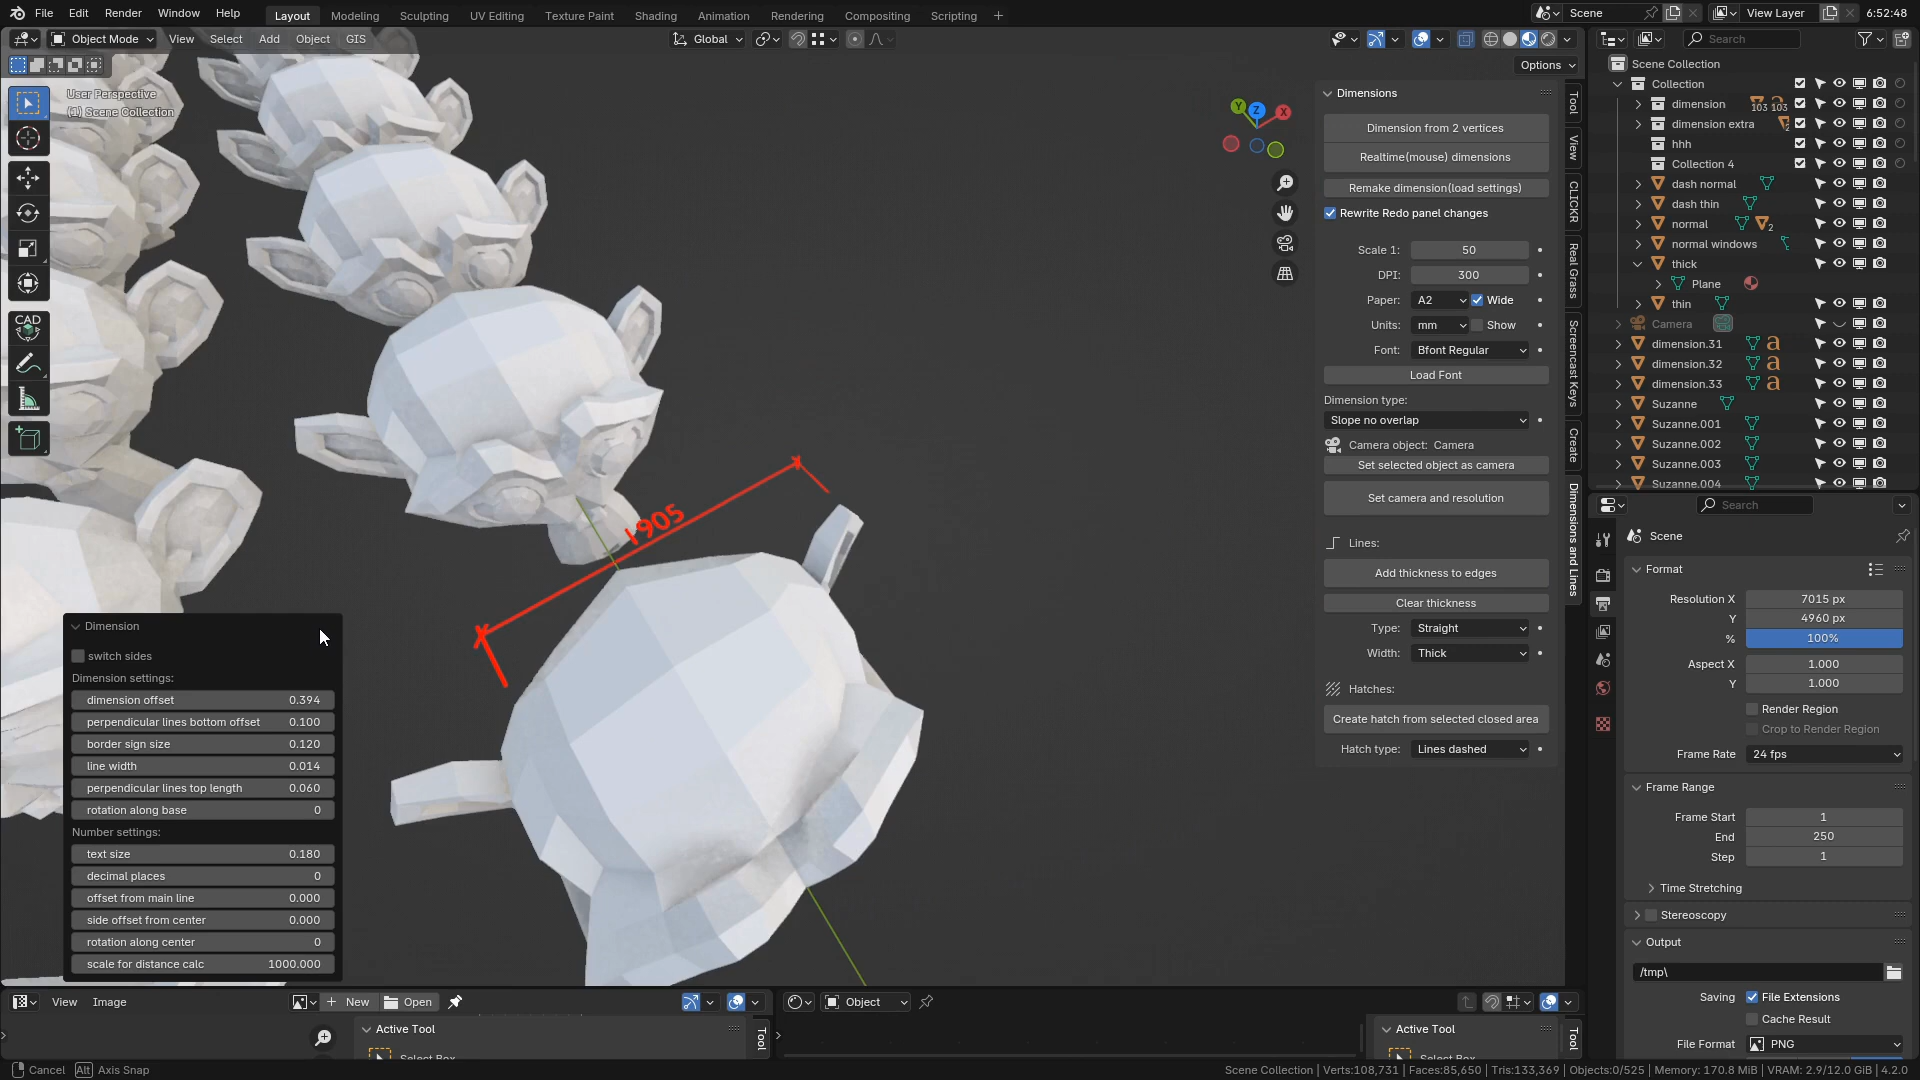 File Edit Render Window Help Layout Modeling Sculpting UV Editing Texture Paint Shading Animation Rendering Compositing Scripting + Scene View Layer 6:52:48
Object Mode View Select Add Object GIS Global Search
Options
User Perspective
(1) Scene Collection
CAD
1905
Y Z X
Dimension
switch sides
Dimension settings:
dimension offset 0.394
perpendicular lines bottom offset 0.100
border sign size 0.120
line width 0.014
perpendicular lines top length 0.060
rotation along base 0
Number settings:
text size 0.180
decimal places 0
offset from main line 0.000
side offset from center 0.000
rotation along center 0
scale for distance calc 1000.000
Dimensions
Dimension from 2 vertices
Realtime(mouse) dimensions
Remake dimension(load settings)
Rewrite Redo panel changes
Scale 1: 50
DPI: 300
Paper: A2 Wide
Units: mm Show
Font: Bfont Regular
Load Font
Dimension type:
Slope no overlap
Camera object: Camera
Set selected object as camera
Set camera and resolution
Lines:
Add thickness to edges
Clear thickness
Type: Straight
Width: Thick
Hatches:
Create hatch from selected closed area
Hatch type: Lines dashed
Tool
View
CLICKR
Real Grass
Screencast Keys
Create
Dimensions and Lines
Scene Collection
Collection
dimension 103 103
dimension extra
hhh
Collection 4
dash normal
dash thin
normal 2
normal windows
thick
Plane
thin
Camera
dimension.31 a
dimension.32 a
dimension.33 a
Suzanne
Suzanne.001
Suzanne.002
Suzanne.003
Suzanne.004
Search
Scene
Format
Resolution X 7015 px
Y 4960 px
% 100%
Aspect X 1.000
Y 1.000
Render Region
Crop to Render Region
Frame Rate 24 fps
Frame Range
Frame Start 1
End 250
Step 1
Time Stretching
Stereoscopy
Output
/tmp\
Saving File Extensions
Cache Result
File Format PNG
View Image New Open Object
Active Tool
Select Box
Tool
Active Tool
Select Box
Tool
Cancel Alt Axis Snap
Scene Collection | Verts:108,731 | Faces:85,650 | Tris:133,369 | Objects:0/525 | Memory: 170.8 MiB | VRAM: 2.9/12.0 GiB | 4.2.0